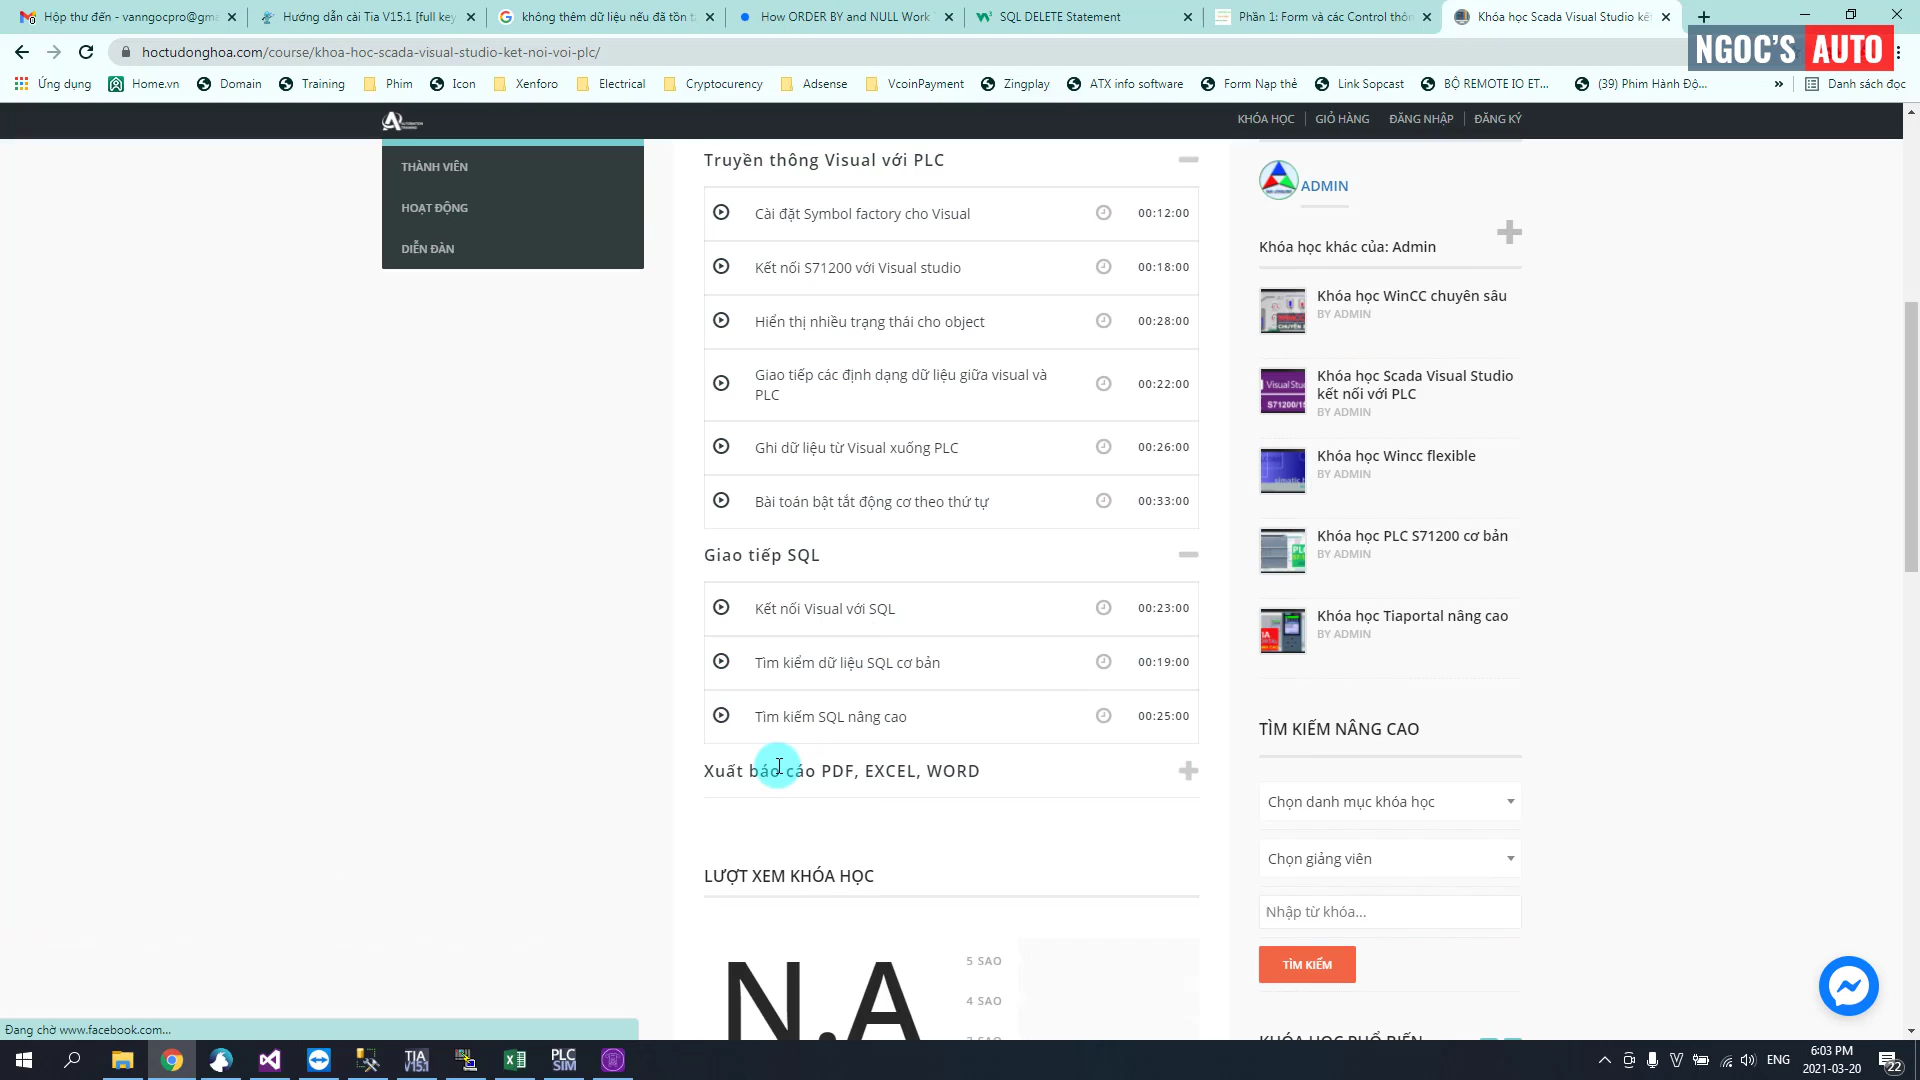 Hộp thư đến - vanngocpro@gma
Hướng dẫn cài Tia V15.1 [full key
không thêm dữ liệu nếu đã tồn t
How ORDER BY and NULL Work
SQL DELETE Statement
Phần 1: Form và các Control thôn
Khóa học Scada Visual Studio kế
hoctudonghoa.com/course/khoa-hoc-scada-visual-studio-ket-noi-voi-plc/
NGOC'S AUTO
Ứng dụng
Home.vn
Domain
Training
Phim
Icon
Xenforo
Electrical
Cryptocurency
Adsense
VcoinPayment
Zingplay
ATX info software
Form Nạp thẻ
Link Sopcast
BỘ REMOTE IO ET...
(39) Phim Hành Độ...
»
Danh sách đọc
KHÓA HỌC
GIỎ HÀNG
ĐĂNG NHẬP
ĐĂNG KÝ
THÀNH VIÊN
HOẠT ĐỘNG
DIỄN ĐÀN
Truyền thông Visual với PLC
Cài đặt Symbol factory cho Visual 00:12:00
Kết nối S71200 với Visual studio 00:18:00
Hiển thị nhiều trạng thái cho object 00:28:00
Giao tiếp các định dạng dữ liệu giữa visual và
PLC 00:22:00
Ghi dữ liệu từ Visual xuống PLC 00:26:00
Bài toán bật tắt động cơ theo thứ tự 00:33:00
Giao tiếp SQL
Kết nối Visual với SQL 00:23:00
Tìm kiểm dữ liệu SQL cơ bản 00:19:00
Tìm kiếm SQL nâng cao 00:25:00
Xuất báo cáo PDF, EXCEL, WORD
LƯỢT XEM KHÓA HỌC
N.A
5 SAO
4 SAO
ADMIN
Khóa học khác của: Admin
Khóa học WinCC chuyên sâu
BY ADMIN
Khóa học Scada Visual Studio
kết nối với PLC
BY ADMIN
Khóa học Wincc flexible
BY ADMIN
Khóa học PLC S71200 cơ bản
BY ADMIN
Khóa học Tiaportal nâng cao
BY ADMIN
TÌM KIẾM NÂNG CAO
Chọn danh mục khóa học
Chọn giảng viên
Nhập từ khóa...
TÌM KIẾM
KHÓA HỌC PHỔ BIẾN
Đang chờ www.facebook.com...
TIA
V15.1
PLC
SIM
ENG
6:03 PM
2021-03-20
22